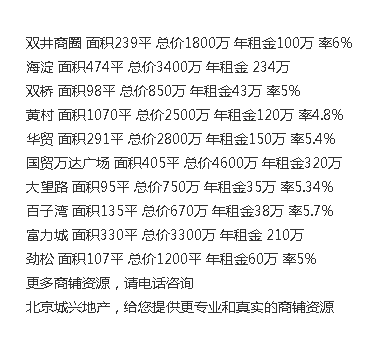 双井商圈 面积239平 总价1800万 年租金100万 率6%
海淀 面积474平 总价3400万 年租金 234万
双桥 面积98平 总价850万 年租金43万 率5%
黄村 面积1070平 总价2500万 年租金120万 率4.8%
华贸 面积291平 总价2800万 年租金150万 率5.4%
国贸万达广场 面积405平 总价4600万 年租金320万
大望路 面积95平 总价750万 年租金35万 率5.34%
百子湾 面积135平 总价670万 年租金38万 率5.7%
富力城 面积330平 总价3300万 年租金 210万
劲松 面积107平 总价1200平 年租金60万 率5%
更多商铺资源，请电话咨询
北京城兴地产，给您提供更专业和真实的商铺资源